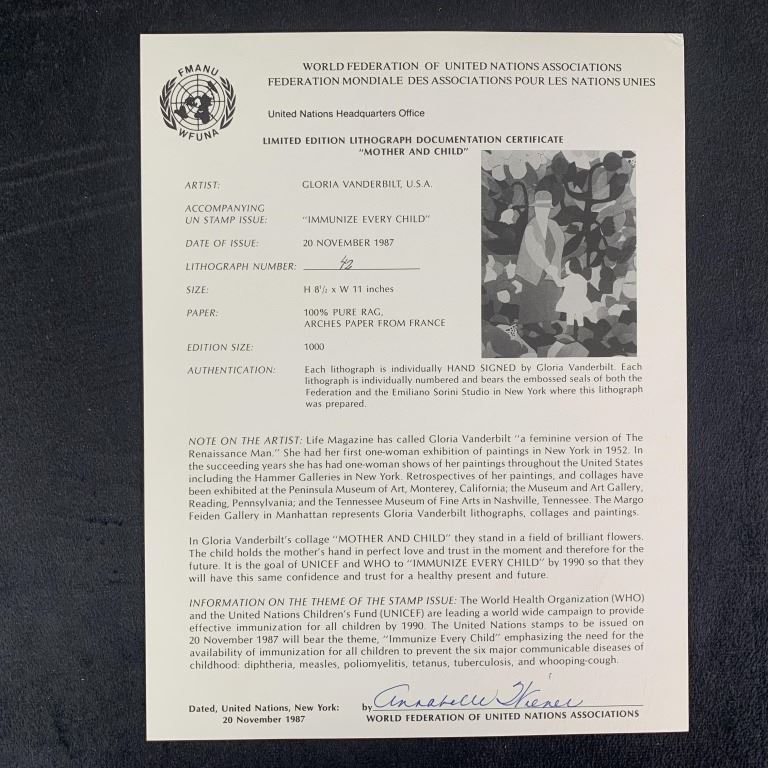 FMANU
WFUNA
WORLD FEDERATION OF UNITED NATIONS ASSOCIATIONS
FEDERATION MONDIALE DES ASSOCIATIONS POUR LES NATIONS UNIES
United Nations Headquarters Office
LIMITED EDITION LITHOGRAPH DOCUMENTATION CERTIFICATE
"MOTHER AND CHILD"
ARTIST: GLORIA VANDERBILT, U.S.A.
ACCOMPANYING
UN STAMP ISSUE: "IMMUNIZE EVERY CHILD"
DATE OF ISSUE: 20 NOVEMBER 1987
LITHOGRAPH NUMBER: 42
SIZE: H 8½ x W 11 inches
PAPER: 100% PURE RAG,
ARCHES PAPER FROM FRANCE
EDITION SIZE: 1000
AUTHENTICATION: Each lithograph is individually HAND SIGNED by Gloria Vanderbilt. Each
lithograph is individually numbered and bears the embossed seals of both the
Federation and the Emiliano Sorini Studio in New York where this lithograph
was prepared.
NOTE ON THE ARTIST: Life Magazine has called Gloria Vanderbilt "a feminine version of The
Renaissance Man." She had her first one-woman exhibition of paintings in New York in 1952. In
the succeeding years she has had one-woman shows of her paintings throughout the United States
including the Hammer Galleries in New York. Retrospectives of her paintings, and collages have
been exhibited at the Peninsula Museum of Art, Monterey, California; the Museum and Art Gallery,
Reading, Pennsylvania; and the Tennessee Museum of Fine Arts in Nashville, Tennessee. The Margo
Feiden Gallery in Manhattan represents Gloria Vanderbilt lithographs, collages and paintings.
In Gloria Vanderbilt's collage "MOTHER AND CHILD" they stand in a field of brilliant flowers.
The child holds the mother's hand in perfect love and trust in the moment and therefore for the
future. It is the goal of UNICEF and WHO to "IMMUNIZE EVERY CHILD" by 1990 so that they
will have this same confidence and trust for a healthy present and future.
INFORMATION ON THE THEME OF THE STAMP ISSUE: The World Health Organization (WHO)
and the United Nations Children's Fund (UNICEF) are leading a world wide campaign to provide
effective immunization for all children by 1990. The United Nations stamps to be issued on
20 November 1987 will bear the theme, "Immunize Every Child" emphasizing the need for the
availability of immunization for all children to prevent the six major communicable diseases of
childhood: diphtheria, measles, poliomyelitis, tetanus, tuberculosis, and whooping-cough.
Dated, United Nations, New York: by Annabelle Wiener
20 November 1987 WORLD FEDERATION OF UNITED NATIONS ASSOCIATIONS